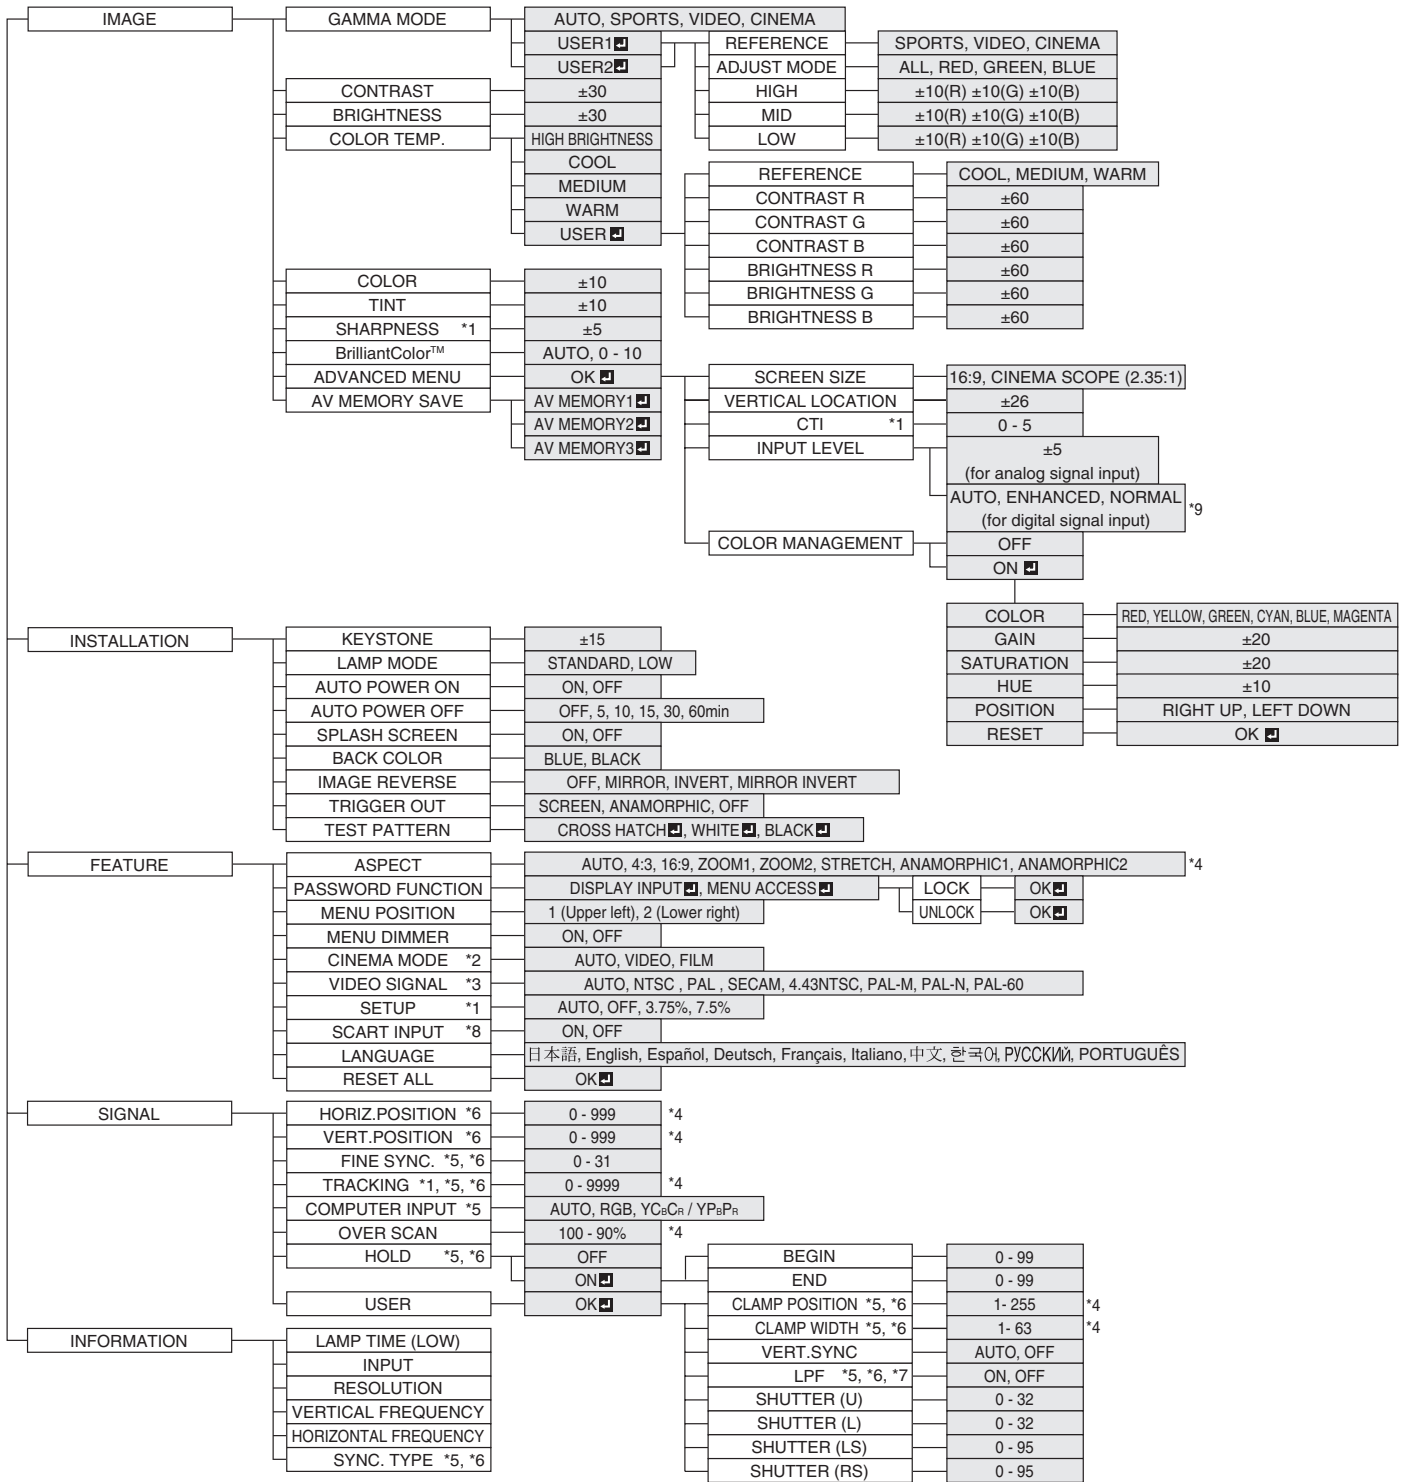 IMAGE GAMMA MODE AUTO, SPORTS, VIDEO, CINEMA
USER1 REFERENCE SPORTS, VIDEO, CINEMA
USER2 ADJUST MODE ALL, RED, GREEN, BLUE
CONTRAST ±30 HIGH ±10(R) ±10(G) ±10(B)
BRIGHTNESS ±30 MID ±10(R) ±10(G) ±10(B)
COLOR TEMP. HIGH BRIGHTNESS LOW ±10(R) ±10(G) ±10(B)
COOL
REFERENCE COOL, MEDIUM, WARM
MEDIUM CONTRAST R ±60
WARM CONTRAST G ±60
USER CONTRAST B ±60
BRIGHTNESS R ±60
COLOR ±10 BRIGHTNESS G ±60
TINT ±10 BRIGHTNESS B ±60
SHARPNESS *1 ±5
BrilliantColor™ AUTO, 0 - 10
ADVANCED MENU OK SCREEN SIZE 16:9, CINEMA SCOPE (2.35:1)
AV MEMORY SAVE AV MEMORY1 VERTICAL LOCATION ±26
AV MEMORY2 CTI *1 0 - 5
AV MEMORY3 INPUT LEVEL ±5
(for analog signal input)
AUTO, ENHANCED, NORMAL
(for digital signal input) *9
COLOR MANAGEMENT OFF
ON
COLOR RED, YELLOW, GREEN, CYAN, BLUE, MAGENTA
INSTALLATION KEYSTONE ±15 GAIN ±20
LAMP MODE STANDARD, LOW SATURATION ±20
AUTO POWER ON ON, OFF HUE ±10
AUTO POWER OFF OFF, 5, 10, 15, 30, 60min POSITION RIGHT UP, LEFT DOWN
SPLASH SCREEN ON, OFF RESET OK
BACK COLOR BLUE, BLACK
IMAGE REVERSE OFF, MIRROR, INVERT, MIRROR INVERT
TRIGGER OUT SCREEN, ANAMORPHIC, OFF
TEST PATTERN CROSS HATCH, WHITE, BLACK
FEATURE ASPECT AUTO, 4:3, 16:9, ZOOM1, ZOOM2, STRETCH, ANAMORPHIC1, ANAMORPHIC2 *4
PASSWORD FUNCTION DISPLAY INPUT, MENU ACCESS LOCK OK
MENU POSITION 1 (Upper left), 2 (Lower right) UNLOCK OK
MENU DIMMER ON, OFF
CINEMA MODE *2 AUTO, VIDEO, FILM
VIDEO SIGNAL *3 AUTO, NTSC , PAL , SECAM, 4.43NTSC, PAL-M, PAL-N, PAL-60
SETUP *1 AUTO, OFF, 3.75%, 7.5%
SCART INPUT *8 ON, OFF
LANGUAGE 日本語, English, Español, Deutsch, Français, Italiano, 中文, 한국어, РУССКИЙ, PORTUGUÊS
RESET ALL OK
SIGNAL HORIZ.POSITION *6 0 - 999 *4
VERT.POSITION *6 0 - 999 *4
FINE SYNC. *5, *6 0 - 31
TRACKING *1, *5, *6 0 - 9999 *4
COMPUTER INPUT *5 AUTO, RGB, YCBCR / YPBPR
OVER SCAN 100 - 90% *4
HOLD *5, *6 OFF BEGIN 0 - 99
ON END 0 - 99
USER OK CLAMP POSITION *5, *6 1- 255 *4
CLAMP WIDTH *5, *6 1- 63 *4
INFORMATION LAMP TIME (LOW) VERT.SYNC AUTO, OFF
INPUT LPF *5, *6, *7 ON, OFF
RESOLUTION SHUTTER (U) 0 - 32
VERTICAL FREQUENCY SHUTTER (L) 0 - 32
HORIZONTAL FREQUENCY SHUTTER (LS) 0 - 95
SYNC. TYPE *5, *6 SHUTTER (RS) 0 - 95